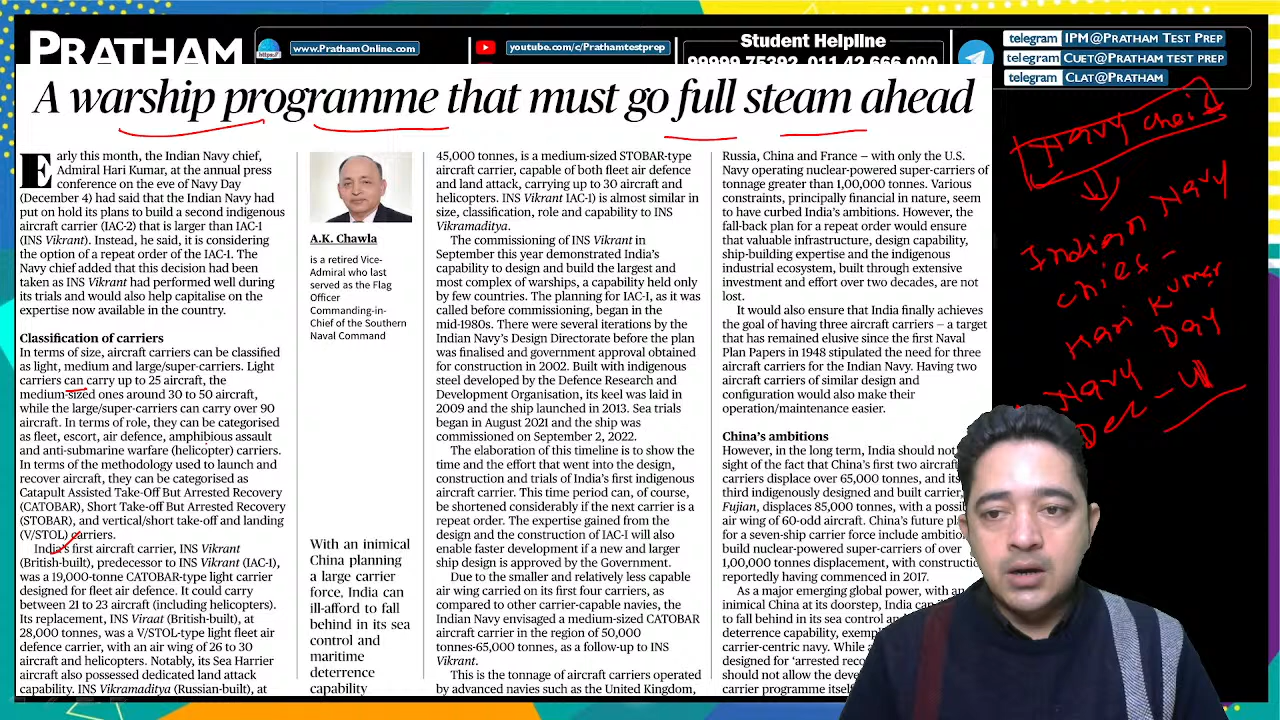 PRATHAM
https://
www.PrathamOnline.com
youtube.com/c/Prathamtestprep
Student Helpline
99999 75392, 011 42 666 000
telegram IPM@PRATHAM TEST PREP
telegram CUET@PRATHAM TEST PREP
telegram CLAT@PRATHAM
A warship programme that must go full steam ahead
Early this month, the Indian Navy chief,
Admiral Hari Kumar, at the annual press
conference on the eve of Navy Day
(December 4) had said that the Indian Navy had
put on hold its plans to build a second indigenous
aircraft carrier (IAC-2) that is larger than IAC-1
(INS Vikrant). Instead, he said, it is considering
the option of a repeat order of the IAC-1. The
Navy chief added that this decision had been
taken as INS Vikrant had performed well during
its trials and would also help capitalise on the
expertise now available in the country.
Classification of carriers
In terms of size, aircraft carriers can be classified
as light, medium and large/super-carriers. Light
carriers can carry up to 25 aircraft, the
medium-sized ones around 30 to 50 aircraft,
while the large/super-carriers can carry over 90
aircraft. In terms of role, they can be categorised
as fleet, escort, air defence, amphibious assault
and anti-submarine warfare (helicopter) carriers.
In terms of the methodology used to launch and
recover aircraft, they can be categorised as
Catapult Assisted Take-Off But Arrested Recovery
(CATOBAR), Short Take-off But Arrested Recovery
(STOBAR), and vertical/short take-off and landing
(V/STOL) carriers.
India's first aircraft carrier, INS Vikrant
(British-built), predecessor to INS Vikrant (IAC-1),
was a 19,000-tonne CATOBAR-type light carrier
designed for fleet air defence. It could carry
between 21 to 23 aircraft (including helicopters).
Its replacement, INS Viraat (British-built), at
28,000 tonnes, was a V/STOL-type light fleet air
defence carrier, with an air wing of 26 to 30
aircraft and helicopters. Notably, its Sea Harrier
aircraft also possessed dedicated land attack
capability. INS Vikramaditya (Russian-built), at
A.K. Chawla
is a retired Vice-
Admiral who last
served as the Flag
Officer
Commanding-in-
Chief of the Southern
Naval Command
With an inimical
China planning
a large carrier
force, India can
ill-afford to fall
behind in its sea
control and
maritime
deterrence
capability
45,000 tonnes, is a medium-sized STOBAR-type
aircraft carrier, capable of both fleet air defence
and land attack, carrying up to 30 aircraft and
helicopters. INS Vikrant IAC-1) is almost similar in
size, classification, role and capability to INS
Vikramaditya.
The commissioning of INS Vikrant in
September this year demonstrated India's
capability to design and build the largest and
most complex of warships, a capability held only
by few countries. The planning for IAC-I, as it was
called before commissioning, began in the
mid-1980s. There were several iterations by the
Indian Navy's Design Directorate before the plan
was finalised and government approval obtained
for construction in 2002. Built with indigenous
steel developed by the Defence Research and
Development Organisation, its keel was laid in
2009 and the ship launched in 2013. Sea trials
began in August 2021 and the ship was
commissioned on September 2, 2022.
The elaboration of this timeline is to show the
time and the effort that went into the design,
construction and trials of India's first indigenous
aircraft carrier. This time period can, of course,
be shortened considerably if the next carrier is a
repeat order. The expertise gained from the
design and the construction of IAC-I will also
enable faster development if a new and larger
ship design is approved by the Government.
Due to the smaller and relatively less capable
air wing carried on its first four carriers, as
compared to other carrier-capable navies, the
Indian Navy envisaged a medium-sized CATOBAR
aircraft carrier in the region of 50,000
tonnes-65,000 tonnes, as a follow-up to INS
Vikrant.
This is the tonnage of aircraft carriers operated
by advanced navies such as the United Kingdom,
Russia, China and France — with only the U.S.
Navy operating nuclear-powered super-carriers of
tonnage greater than 1,00,000 tonnes. Various
constraints, principally financial in nature, seem
to have curbed India's ambitions. However, the
fall-back plan for a repeat order would ensure
that valuable infrastructure, design capability,
ship-building expertise and the indigenous
industrial ecosystem, built through extensive
investment and effort over two decades, are not
lost.
It would also ensure that India finally achieves
the goal of having three aircraft carriers — a target
that has remained elusive since the first Naval
Plan Papers in 1948 stipulated the need for three
aircraft carriers for the Indian Navy. Having two
aircraft carriers of similar design and
configuration would also make their
operation/maintenance easier.
China's ambitions
However, in the long term, India should not
sight of the fact that China's first two aircraf
carriers displace over 65,000 tonnes, and its
third indigenously designed and built carrier,
Fujian, displaces 85,000 tonnes, with a possi
air wing of 60-odd aircraft. China's future pl
for a seven-ship carrier force include ambitio
build nuclear-powered super-carriers of over
1,00,000 tonnes displacement, with constructio
reportedly having commenced in 2017.
As a major emerging global power, with an
inimical China at its doorstep, India can ill
to fall behind in its sea control an
deterrence capability, exemp
carrier-centric navy. While a
designed for 'arrested reco
should not allow the deve
carrier programme itsel
Navy
Indian Navy
chief -
Hari Kumar
Navy Day
Dec -